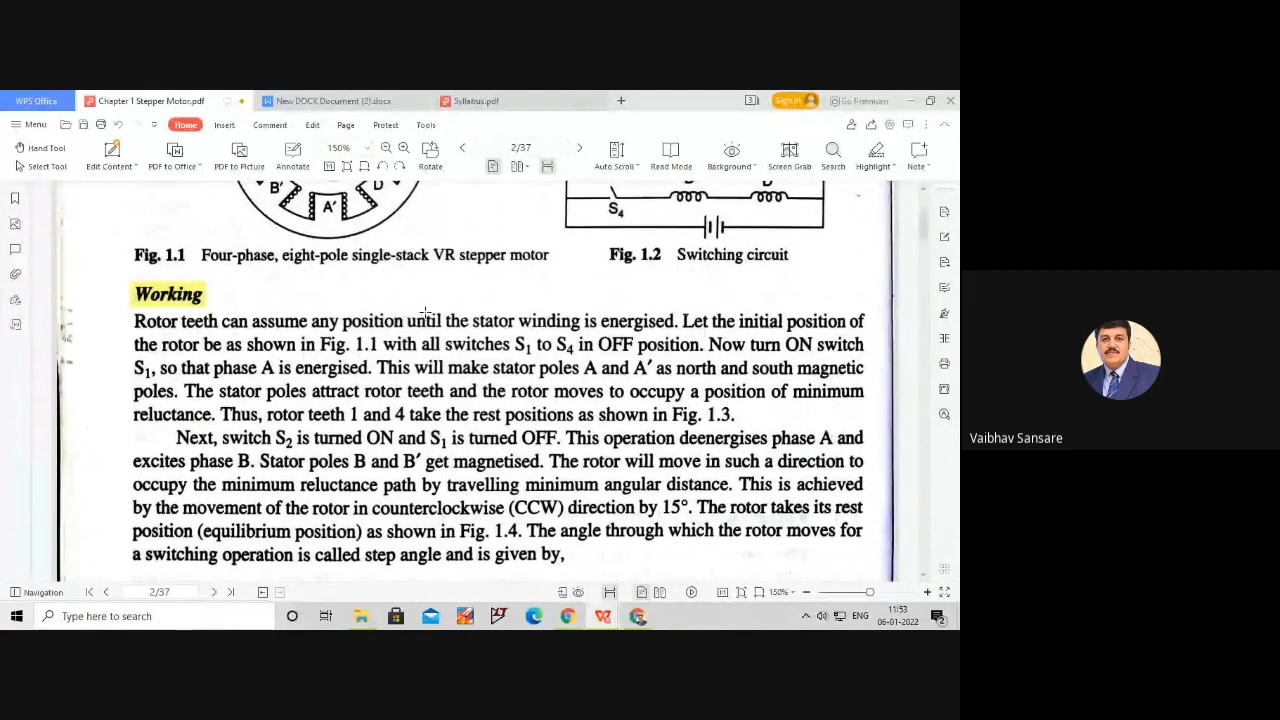 WPS Office
Chapter 1 Stepper Motor.pdf
New DOCX Document (2).docx
Syllabus.pdf
Sign in
Go Premium
Menu
Home
Insert
Comment
Edit
Page
Protect
Tools
Hand Tool
Select Tool
Edit Content
PDF to Office
PDF to Picture
Annotate
150%
Rotate
2/37
Auto Scroll
Read Mode
Background
Screen Grab
Search
Highlight
Note
B′
A′
D
S4
Fig. 1.1 Four-phase, eight-pole single-stack VR stepper motor
Fig. 1.2 Switching circuit
Working
Rotor teeth can assume any position until the stator winding is energised. Let the initial position of
the rotor be as shown in Fig. 1.1 with all switches S1 to S4 in OFF position. Now turn ON switch
S1, so that phase A is energised. This will make stator poles A and A′ as north and south magnetic
poles. The stator poles attract rotor teeth and the rotor moves to occupy a position of minimum
reluctance. Thus, rotor teeth 1 and 4 take the rest positions as shown in Fig. 1.3.
Next, switch S2 is turned ON and S1 is turned OFF. This operation deenergises phase A and
excites phase B. Stator poles B and B′ get magnetised. The rotor will move in such a direction to
occupy the minimum reluctance path by travelling minimum angular distance. This is achieved
by the movement of the rotor in counterclockwise (CCW) direction by 15°. The rotor takes its rest
position (equilibrium position) as shown in Fig. 1.4. The angle through which the rotor moves for
a switching operation is called step angle and is given by,
Navigation
2/37
150%
Type here to search
ENG
11:53
06-01-2022
Vaibhav Sansare